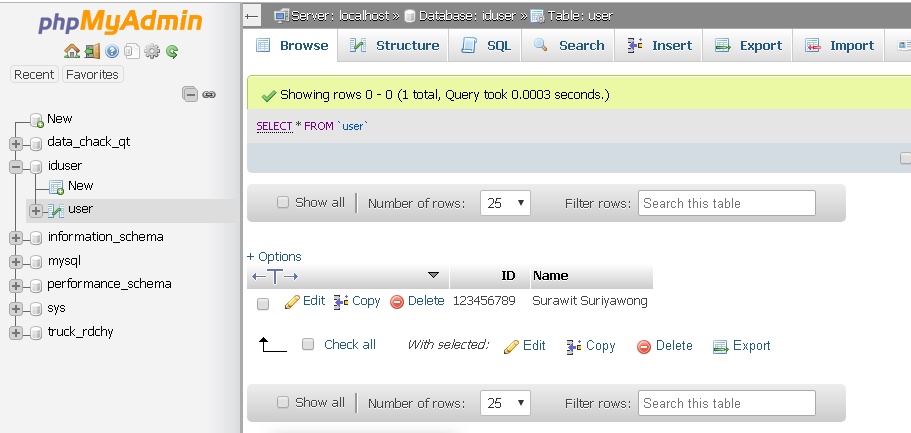 phpMyAdmin
Recent Favorites
New
data_chack_qt
iduser
New
user
information_schema
mysql
performance_schema
sys
truck_rdchy
Server: localhost » Database: iduser » Table: user
Browse Structure SQL Search Insert Export Import
Showing rows 0 - 0 (1 total, Query took 0.0003 seconds.)
SELECT * FROM `user`
Show all Number of rows: 25 Filter rows: Search this table
+ Options
←T→ ID Name
Edit Copy Delete 123456789 Surawit Suriyawong
Check all With selected: Edit Copy Delete Export
Show all Number of rows: 25 Filter rows: Search this table